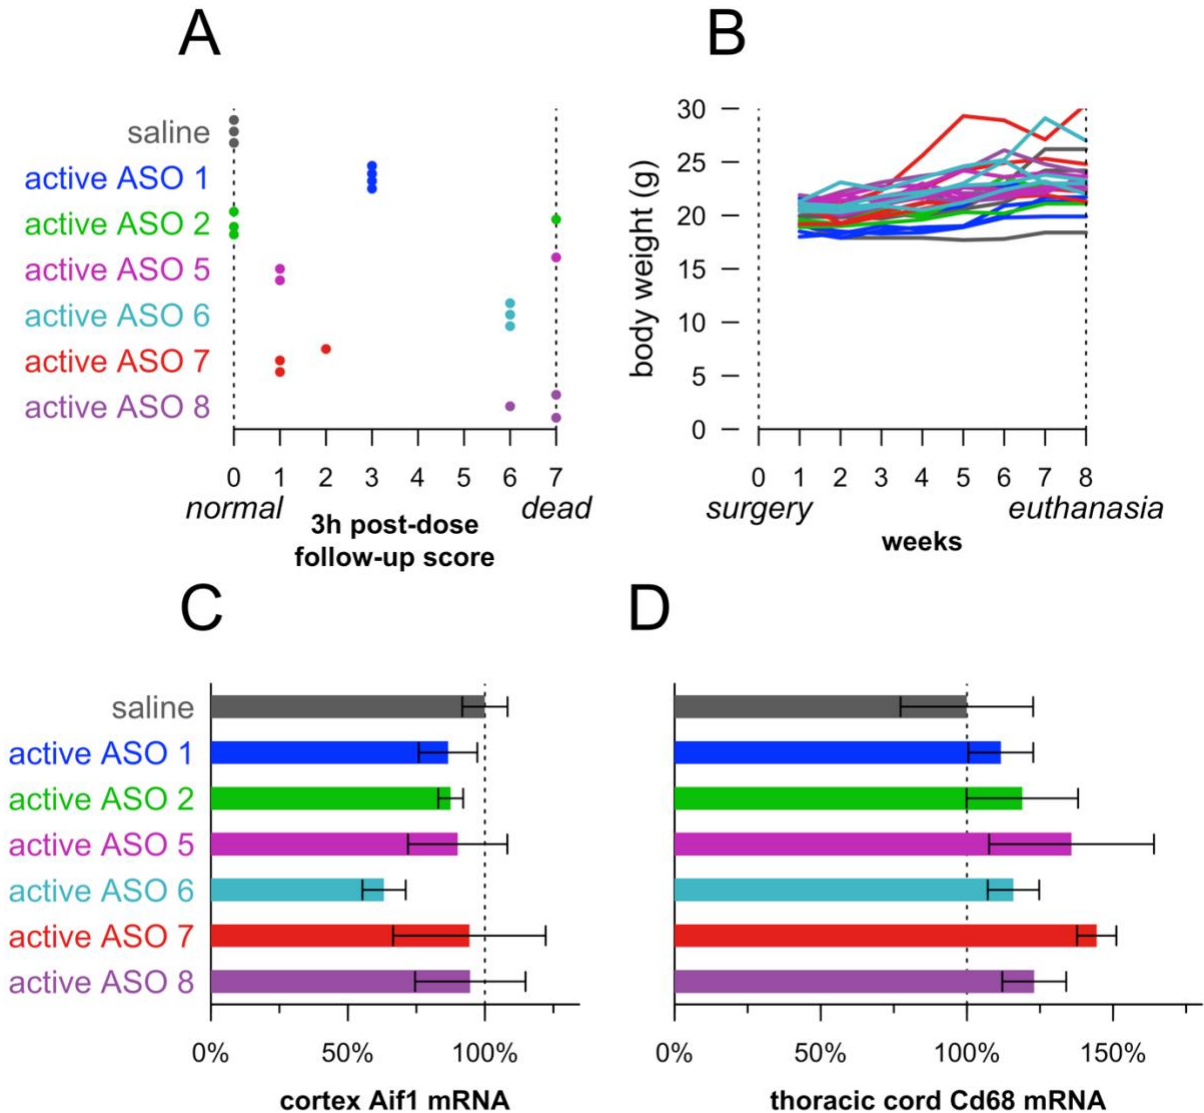 A
saline
active ASO 1
active ASO 2
active ASO 5
active ASO 6
active ASO 7
active ASO 8
0 1 2 3 4 5 6 7
normal dead
3h post-dose
follow-up score
B
body weight (g)
30
25
20
15
10
5
0
0 1 2 3 4 5 6 7 8
surgery euthanasia
weeks
C
saline
active ASO 1
active ASO 2
active ASO 5
active ASO 6
active ASO 7
active ASO 8
0% 50% 100%
cortex Aif1 mRNA
D
0% 50% 100% 150%
thoracic cord Cd68 mRNA